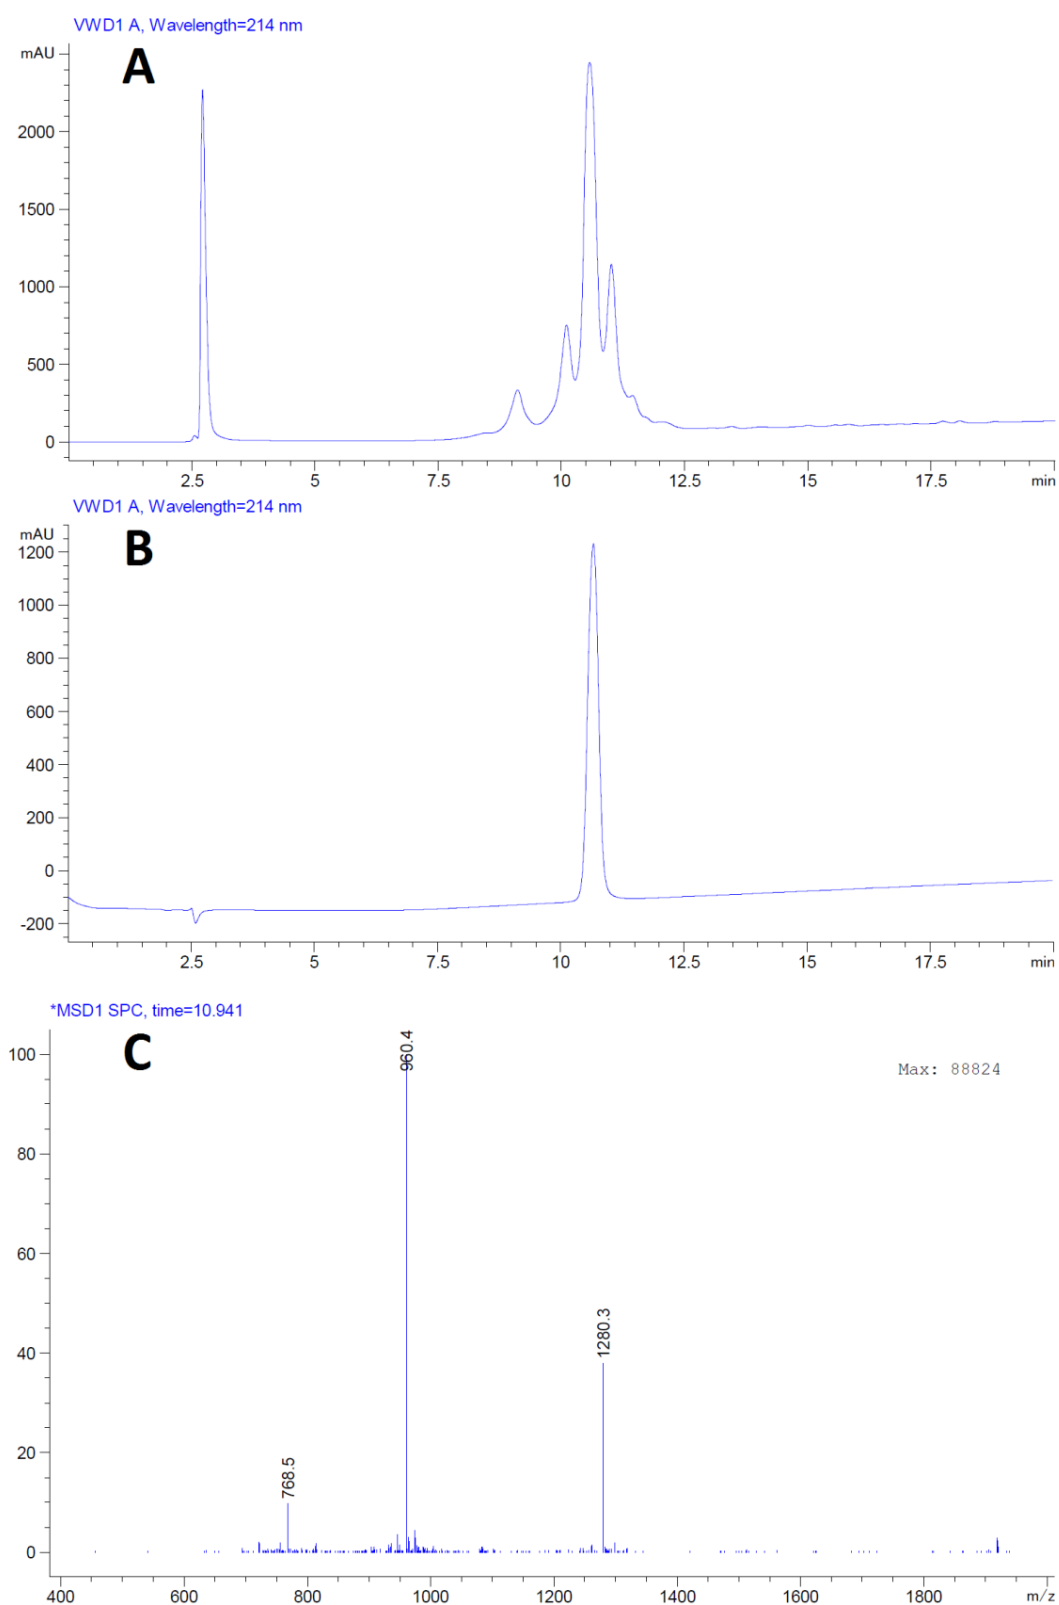 VWD1 A, Wavelength=214 nm
mAU
A
2000
1500
1000
500
0
2.5 5 7.5 10 12.5 15 17.5 min
VWD1 A, Wavelength=214 nm
mAU
B
1200
1000
800
600
400
200
0
-200
2.5 5 7.5 10 12.5 15 17.5 min
*MSD1 SPC, time=10.941
C
960.4
100
Max: 88824
80
60
1280.3
40
20
768.5
0
400 600 800 1000 1200 1400 1600 1800 m/z